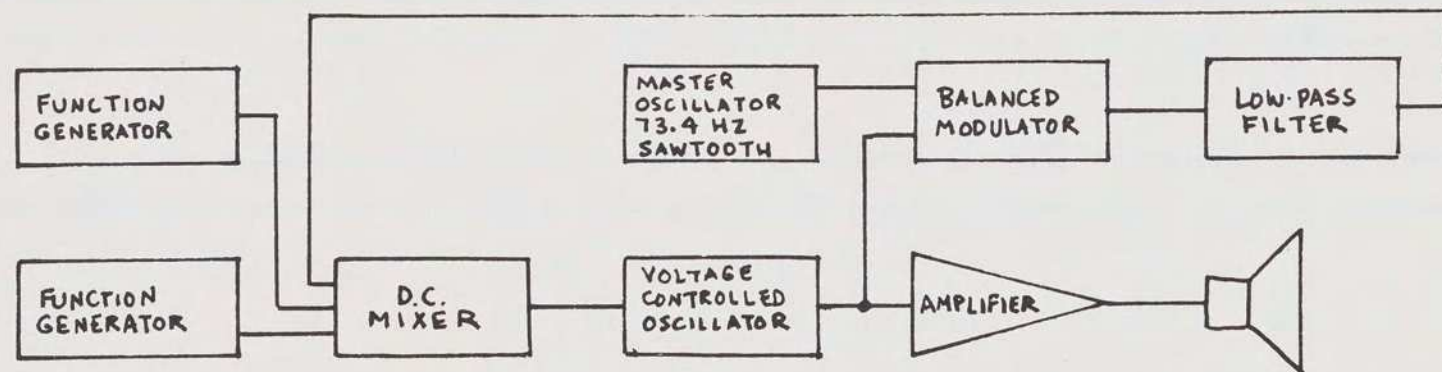 FUNCTION
GENERATOR
MASTER
OSCILLATOR
73.4 HZ
SAWTOOTH
BALANCED
MODULATOR
LOW-PASS
FILTER
FUNCTION
GENERATOR
D.C.
MIXER
VOLTAGE
CONTROLLED
OSCILLATOR
AMPLIFIER